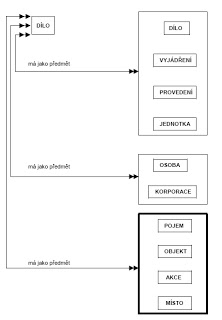 DÍLO
DÍLO
VYJÁDŘENÍ
má jako předmět
PROVEDENÍ
JEDNOTKA
má jako předmět
OSOBA
KORPORACE
POJEM
OBJEKT
má jako předmět
AKCE
MÍSTO